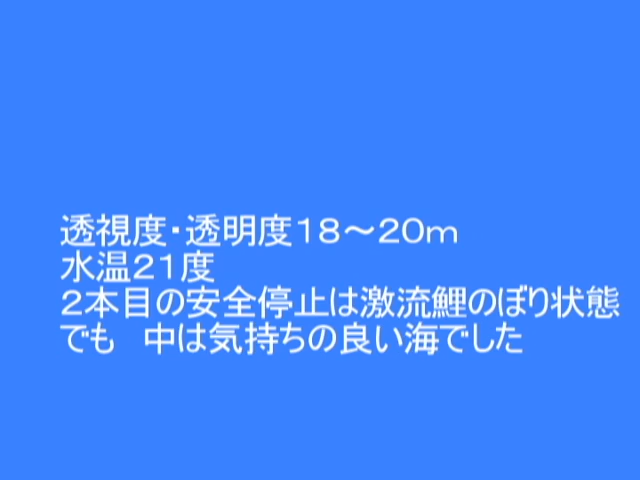 透視度・透明度１８～２０ｍ
水温２１度
２本目の安全停止は激流鯉のぼり状態
でも　中は気持ちの良い海でした